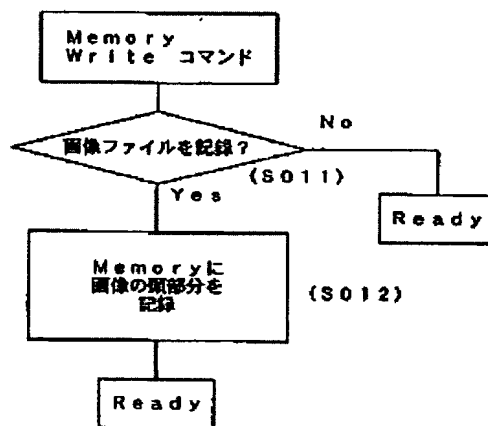 Memory
Write コマンド
画像ファイルを記録？
No
(S011)
Yes
Ready
Memoryに
画像の頭部分を
記録
(S012)
Ready